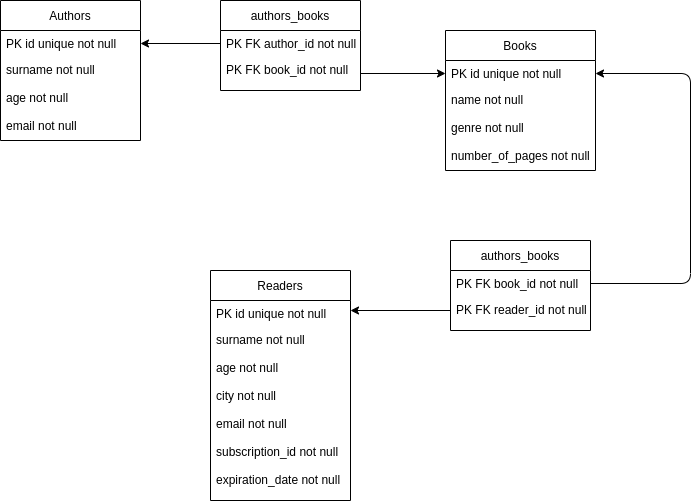 Authors
PK id unique not null
surname not null
age not null
email not null
authors_books
PK FK author_id not null
PK FK book_id not null
Books
PK id unique not null
name not null
genre not null
number_of_pages not null
authors_books
PK FK book_id not null
PK FK reader_id not null
Readers
PK id unique not null
surname not null
age not null
city not null
email not null
subscription_id not null
expiration_date not null